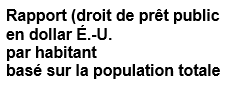 Rapport (droit de prêt public
en dollar É.-U.
par habitant
basé sur la population totale